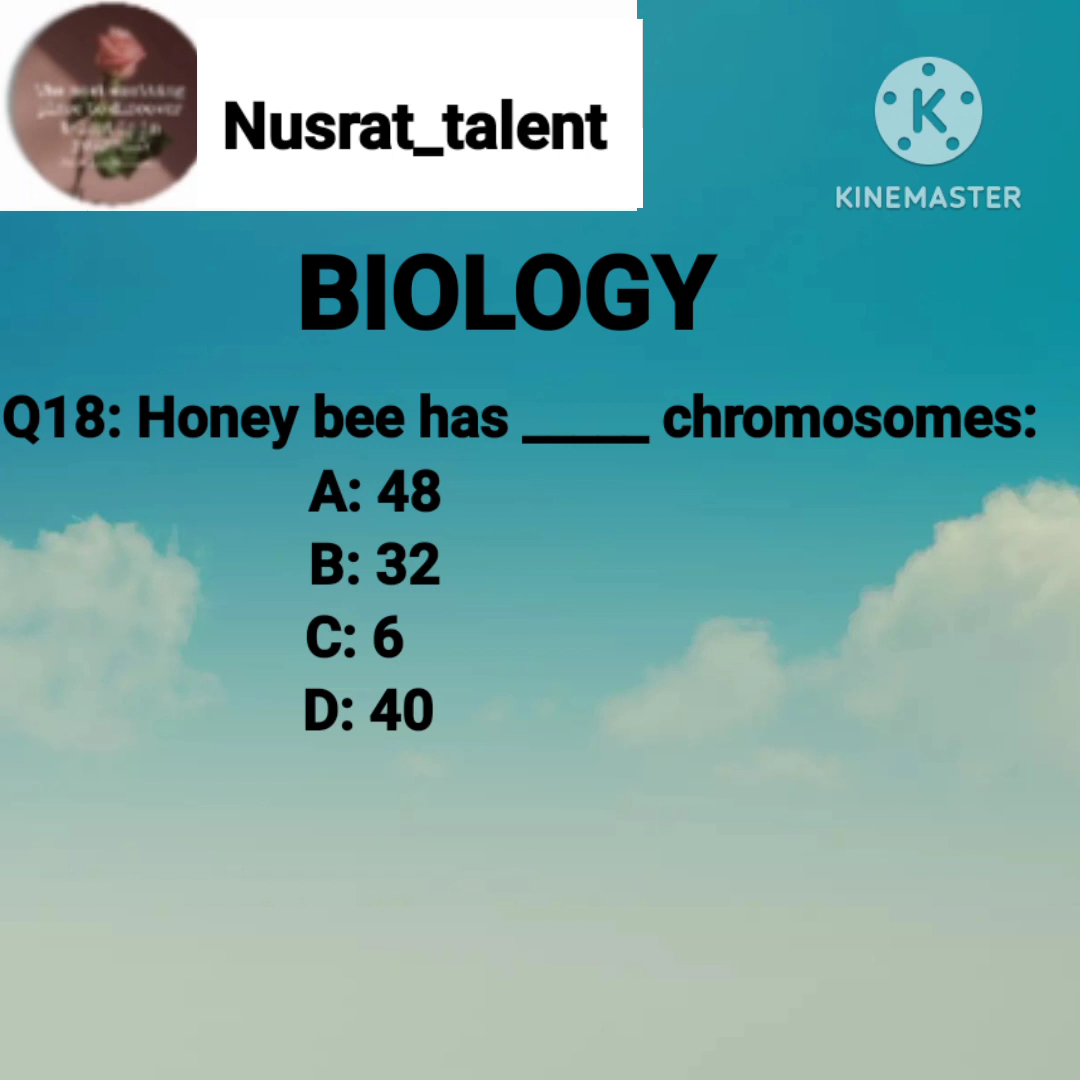 Nusrat_talent
KINEMASTER
BIOLOGY
Q18: Honey bee has _____ chromosomes:
A: 48
B: 32
C: 6
D: 40